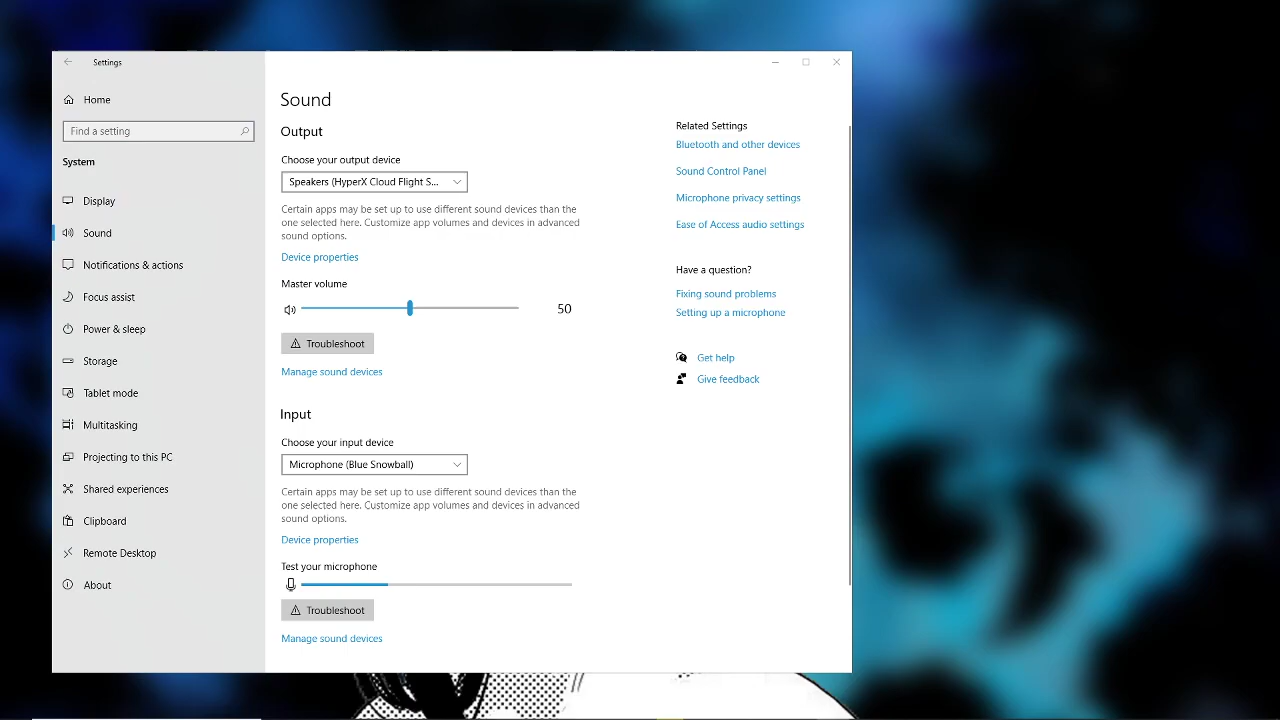 Settings
Home
Find a setting
System
Display
Sound
Notifications & actions
Focus assist
Power & sleep
Storage
Tablet mode
Multitasking
Projecting to this PC
Shared experiences
Clipboard
Remote Desktop
About
Sound
Output
Choose your output device
Speakers (HyperX Cloud Flight S...
Certain apps may be set up to use different sound devices than the
one selected here. Customize app volumes and devices in advanced
sound options.
Device properties
Master volume
50
Troubleshoot
Manage sound devices
Input
Choose your input device
Microphone (Blue Snowball)
Certain apps may be set up to use different sound devices than the
one selected here. Customize app volumes and devices in advanced
sound options.
Device properties
Test your microphone
Troubleshoot
Manage sound devices
Related Settings
Bluetooth and other devices
Sound Control Panel
Microphone privacy settings
Ease of Access audio settings
Have a question?
Fixing sound problems
Setting up a microphone
Get help
Give feedback